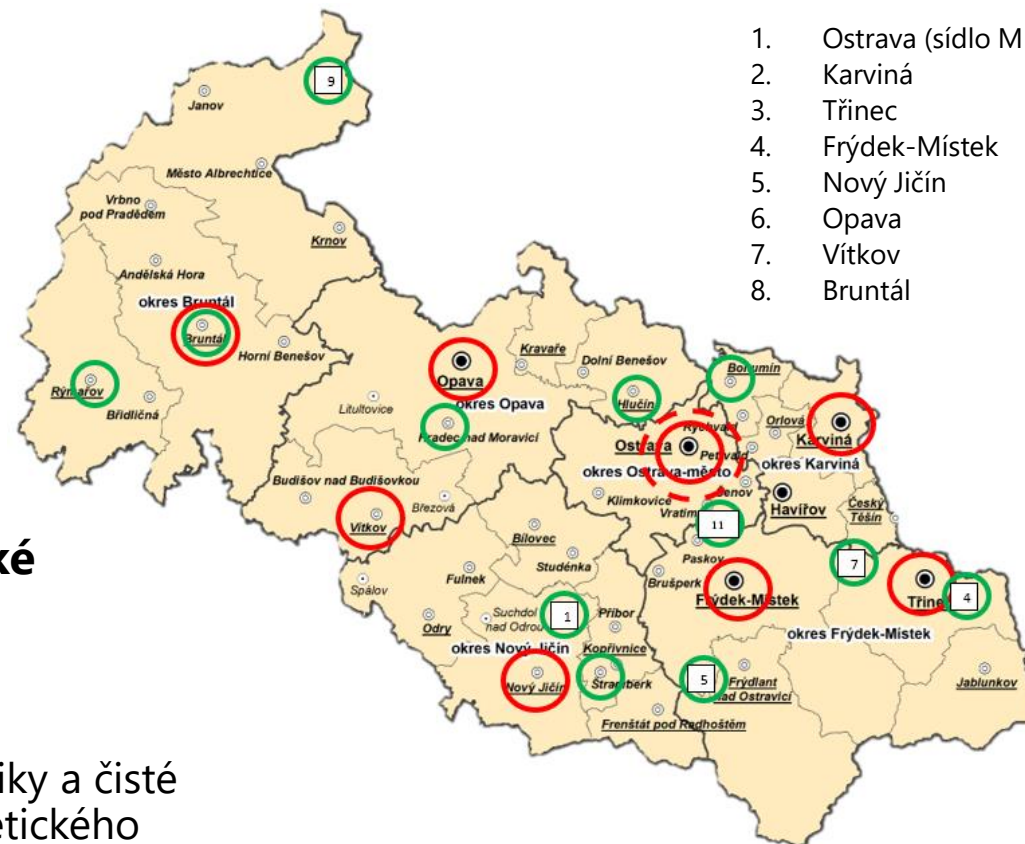 1. Ostrava (sídlo M
2. Karviná
3. Třinec
4. Frýdek-Místek
5. Nový Jičín
6. Opava
7. Vítkov
8. Bruntál
9
Janov
Město Albrechtice
Vrbno
pod Pradědem
Krnov
Andělská Hora
okres Bruntál
Bruntál
Horní Benešov
Rýmařov
Břidličná
Opava
Kravaře
Dolní Benešov
Litultovice
okres Opava
Hradec nad Moravicí
Hlučín
Bohumín
Rychvald
Orlová
Karviná
Ostrava
Petřvald
okres Ostrava-město
okres Karviná
Budišov nad Budišovkou
Březová
Vítkov
Klimkovice
Vratim
Šenov
Havířov
Český
Těšín
11
Bílovec
Studénka
Paskov
Brušperk
7
Spálov
Fulnek
Frýdek-Místek
Třinec
4
Suchdol
nad Odrou
1
Příbor
Odry
okres Nový Jičín
Kopřivnice
okres Frýdek-Místek
Nový Jičín
Štramberk
5
Frýdlant
nad Ostravicí
Jablunkov
Frenštát pod Radhoštěm
ké
iky a čisté
etického